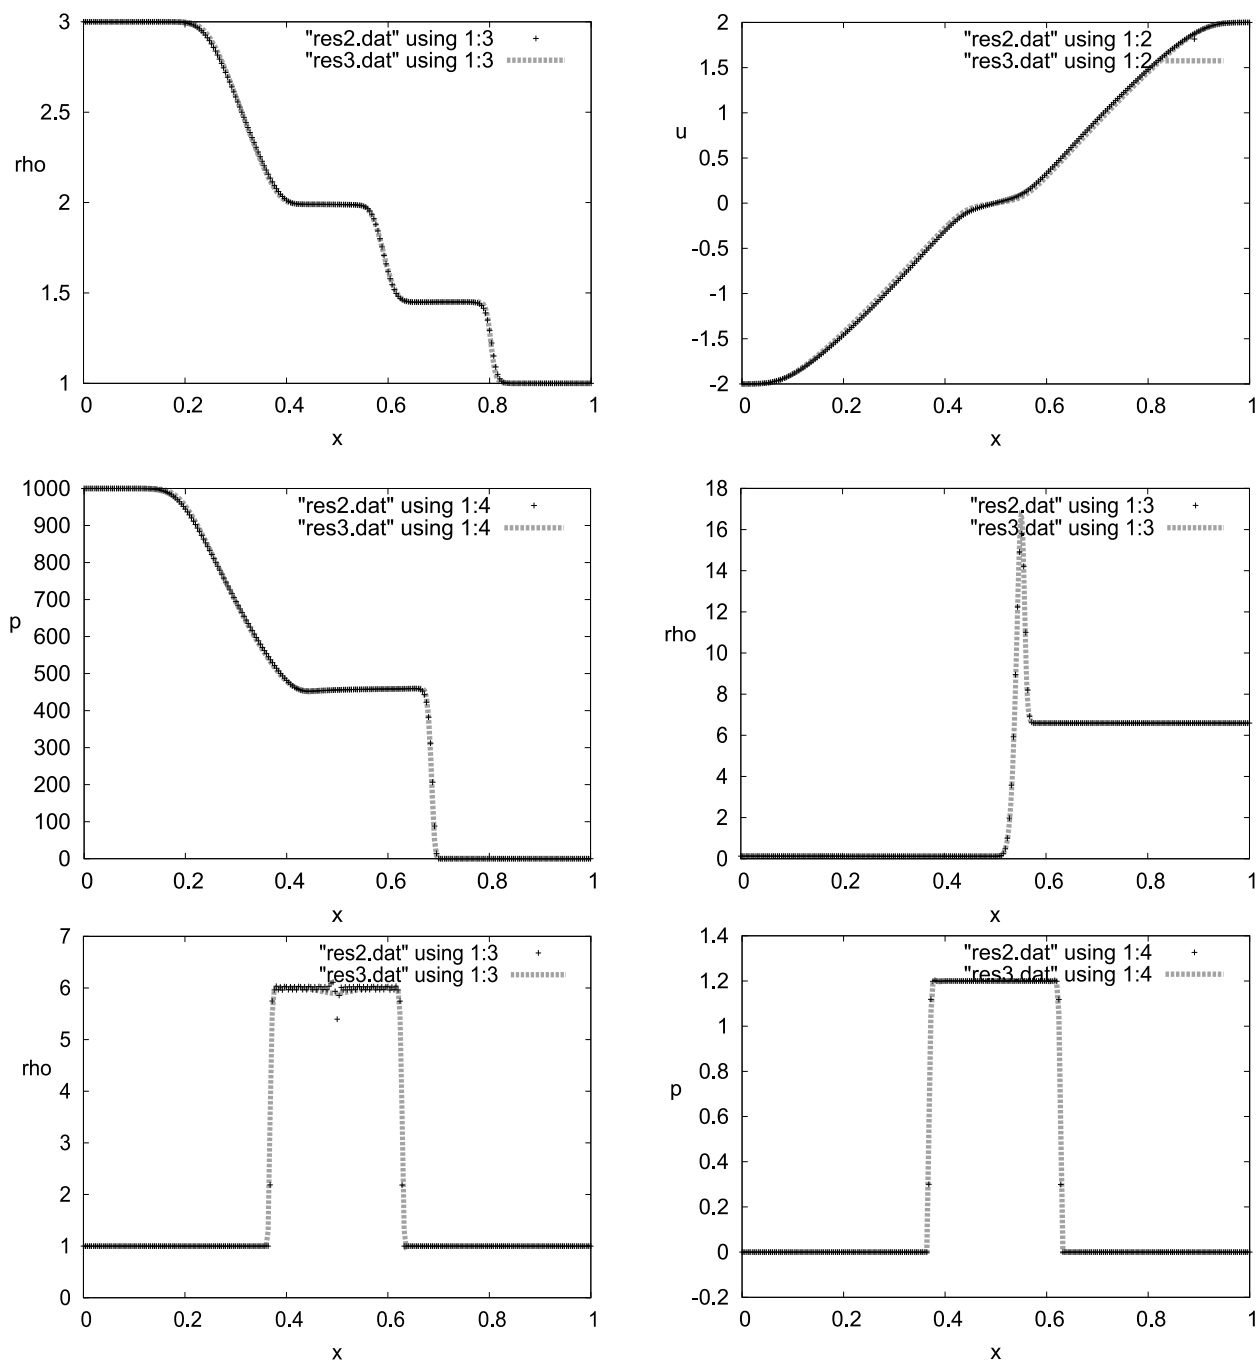 3
2.5
rho
2
1.5
1
"res2.dat" using 1:3
"res3.dat" using 1:3
0 0.2 0.4 0.6 0.8 1
x
2
1.5
1
u
0.5
0
-0.5
-1
-1.5
-2
"res2.dat" using 1:2
"res3.dat" using 1:2
0 0.2 0.4 0.6 0.8 1
x
1000
900
800
700
p
600
500
400
300
200
100
0
"res2.dat" using 1:4
"res3.dat" using 1:4
0 0.2 0.4 0.6 0.8 1
x
18
16
14
12
rho
10
8
6
4
2
0
"res2.dat" using 1:3
"res3.dat" using 1:3
0 0.2 0.4 0.6 0.8 1
x
7
6
5
rho
4
3
2
1
0
"res2.dat" using 1:3
"res3.dat" using 1:3
0 0.2 0.4 0.6 0.8 1
x
1.4
1.2
1
0.8
p
0.6
0.4
0.2
0
-0.2
"res2.dat" using 1:4
"res3.dat" using 1:4
0 0.2 0.4 0.6 0.8 1
x